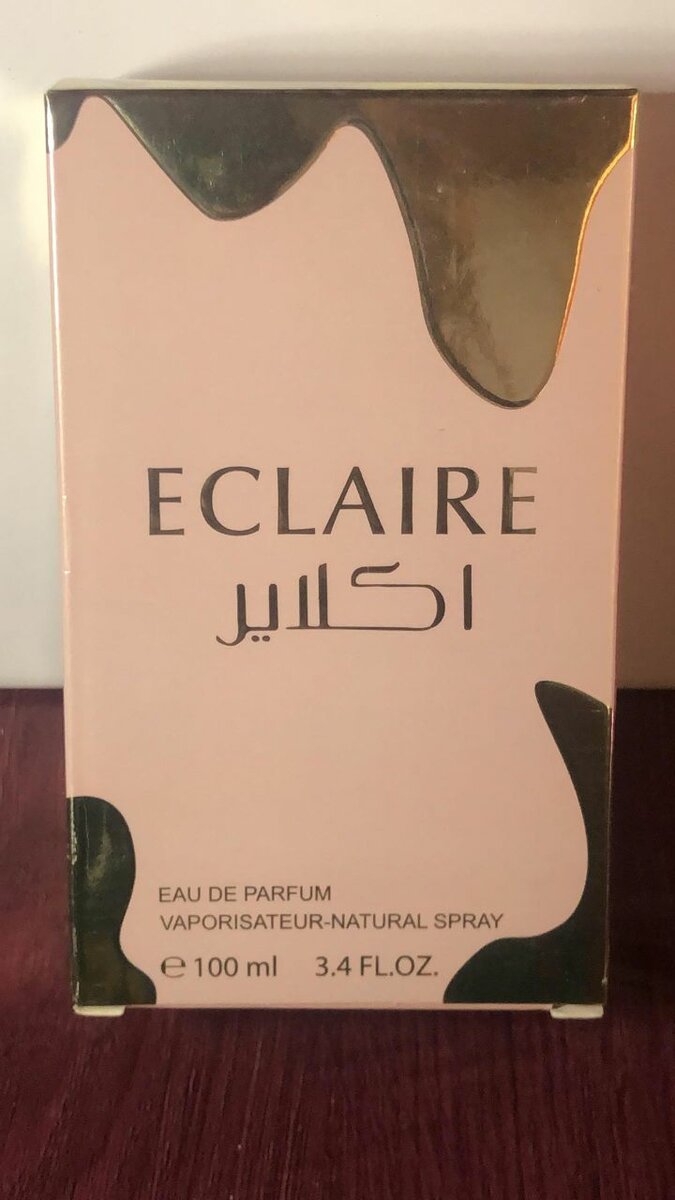 ECLAIRE
اكلاير
EAU DE PARFUM
VAPORISATEUR-NATURAL SPRAY
℮ 100 ml 3.4 FL.OZ.